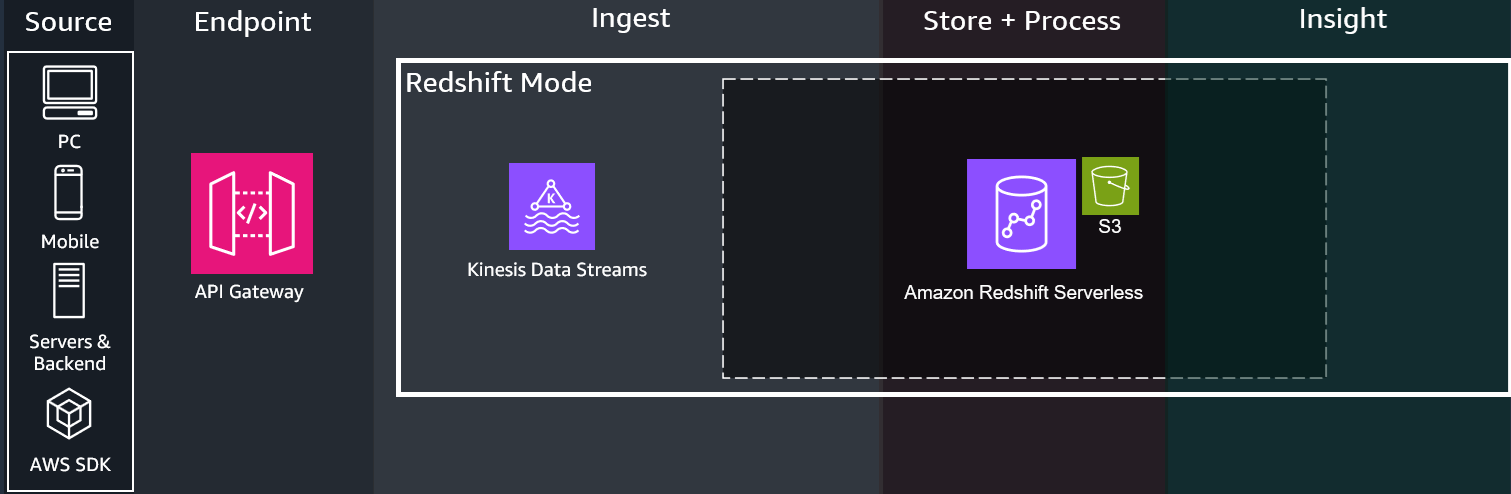 Source
Endpoint
Ingest
Store + Process
Insight
Redshift Mode
PC
Mobile
Servers &
Backend
AWS SDK
</>
API Gateway
K
Kinesis Data Streams
Amazon Redshift Serverless
S3